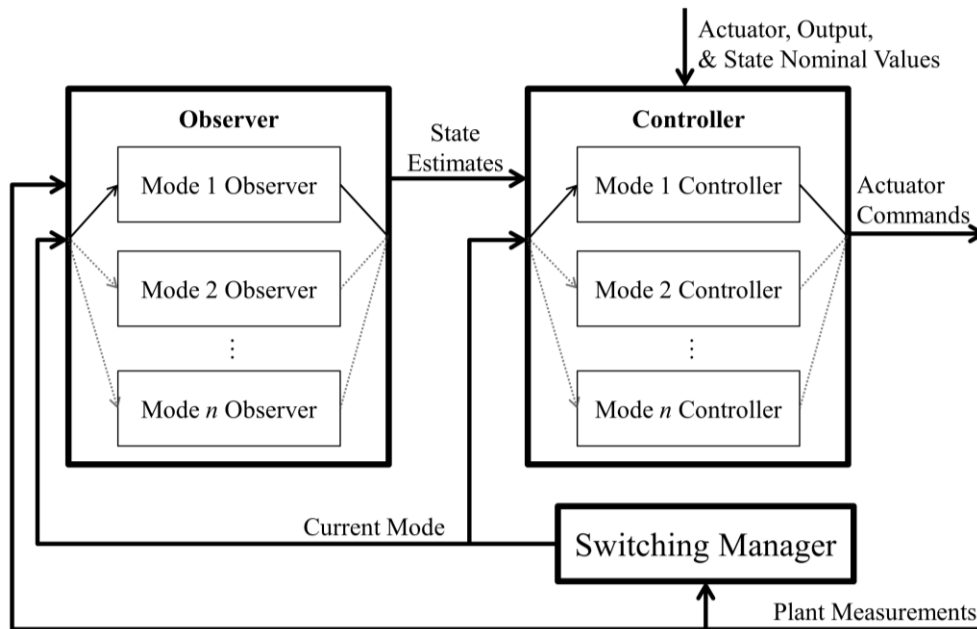 Actuator, Output,
& State Nominal Values
Observer
Mode 1 Observer
Mode 2 Observer
⋮
Mode n Observer
State
Estimates
Controller
Mode 1 Controller
Mode 2 Controller
⋮
Mode n Controller
Actuator
Commands
Current Mode
Switching Manager
Plant Measurements